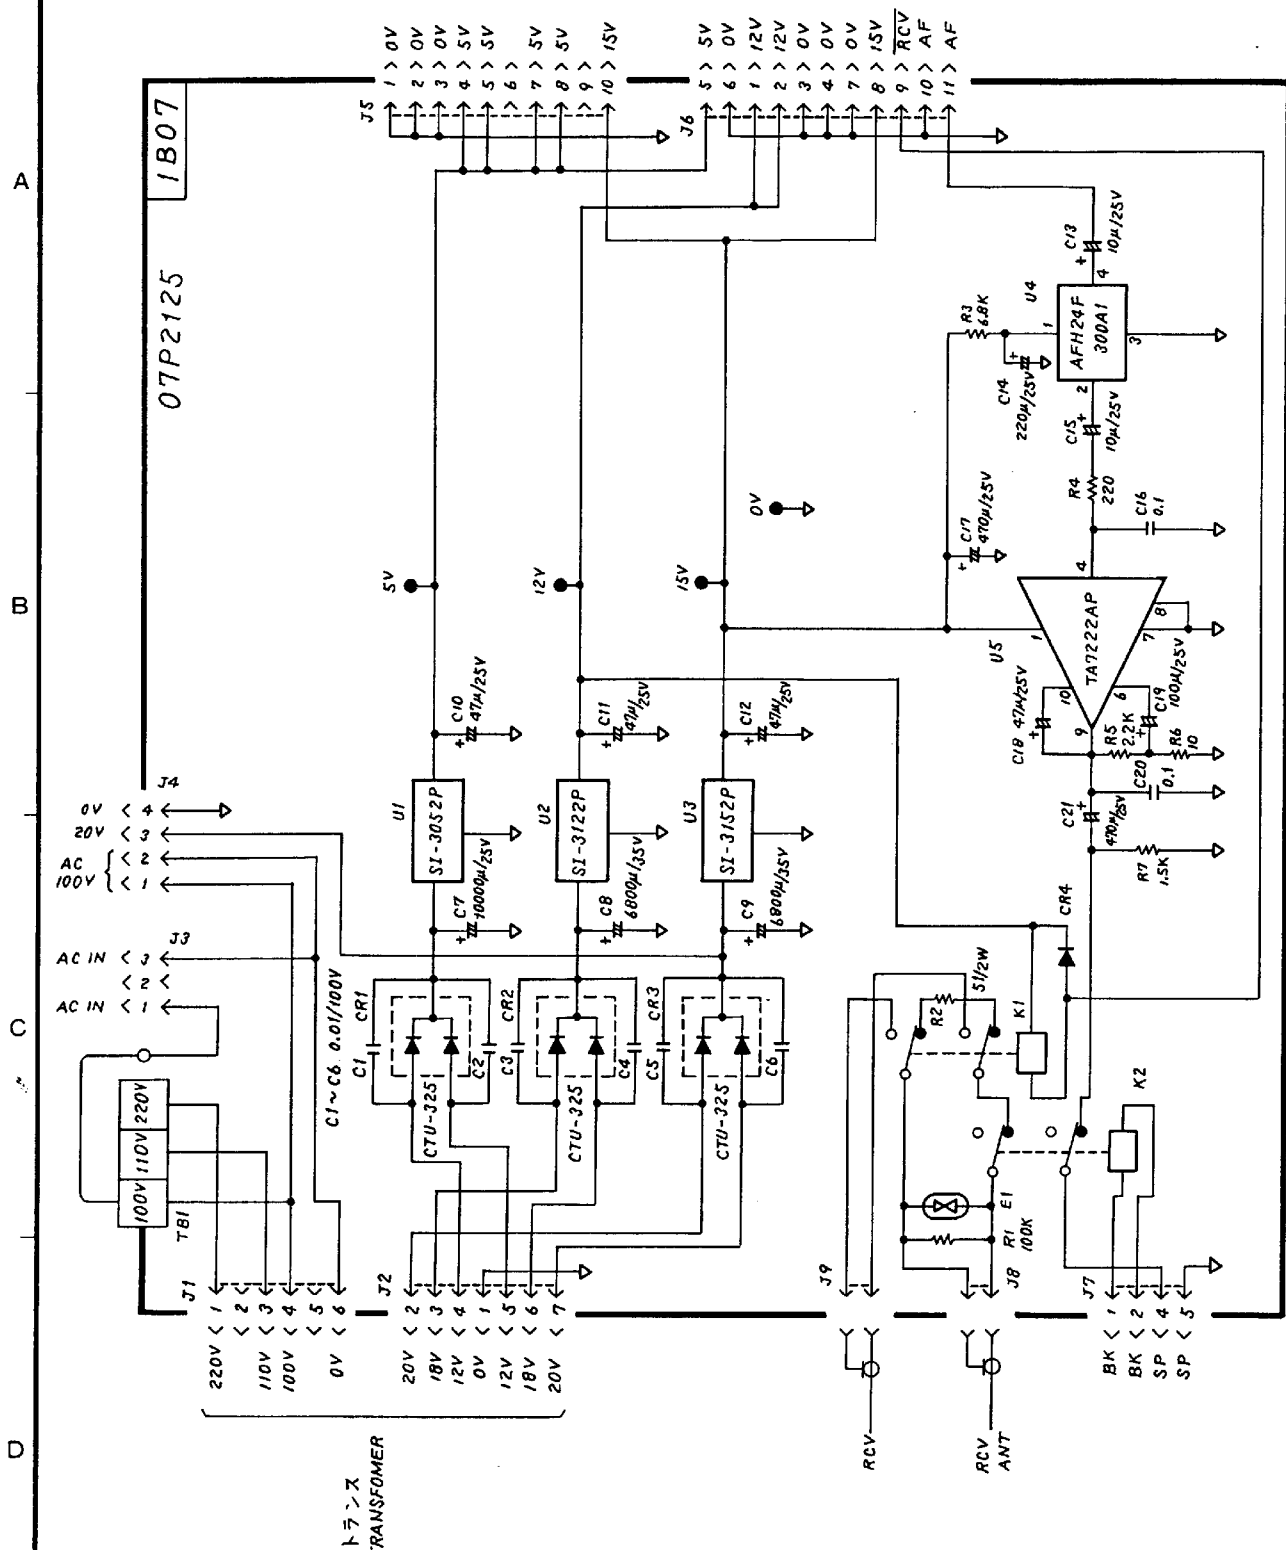 A
B
C
D
1B07
07P2125
J5
1 > 0V
2 > 0V
3 > 0V
4 > 5V
5 > 5V
> 6 >
7 > 5V
8 > 5V
> 9 >
10 > 15V
J6
5 > 5V
6 > 0V
1 > 12V
2 > 12V
3 > 0V
4 > 0V
7 > 0V
8 > 15V
9 > RCV
10 > AF
11 > AF
C13
10μ/25V
+
4
U4
AFH24F
300A1
1
2
3
R3
6.8K
C14
220μ/25V
+
C15
10μ/25V
+
R4
220
C16
0.1
C17
470μ/25V
+
0V
5V
12V
15V
U5
TA7222AP
1
4
7
8
6
9
10
C18 47μ/25V
+
C19
100μ/25V
+
R5
2.2K
R6
10
C20
0.1
C21
470μ/25V
+
R7
1.5K
C10
47μ/25V
+
C11
47μ/25V
+
C12
47μ/25V
+
U1
SI-3052P
U2
SI-3122P
U3
SI-3152P
C7
10000μ/25V
+
C8
6800μ/35V
+
C9
6800μ/35V
+
J4
0V < 4
20V < 3
AC
100V
< 2
< 1
J3
AC IN < 3
< 2 <
AC IN < 1
C1~C6 0.01/100V
CR1
C1
C2
CTU-32S
CR2
C3
C4
CTU-32S
CR3
C5
C6
CTU-32S
100V
110V
220V
TB1
J1
220V < 1
< 2 <
110V < 3
100V < 4
< 5 <
0V < 6
J2
20V < 2
18V < 3
12V < 4
0V < 1
12V < 5
18V < 6
20V < 7
トランス
TRANSFOMER
CR4
R2
51/2W
K1
K2
E1
R1
100K
J9
J8
RCV
RCV
ANT
J7
BK < 1
BK < 2
SP < 4
SP < 5